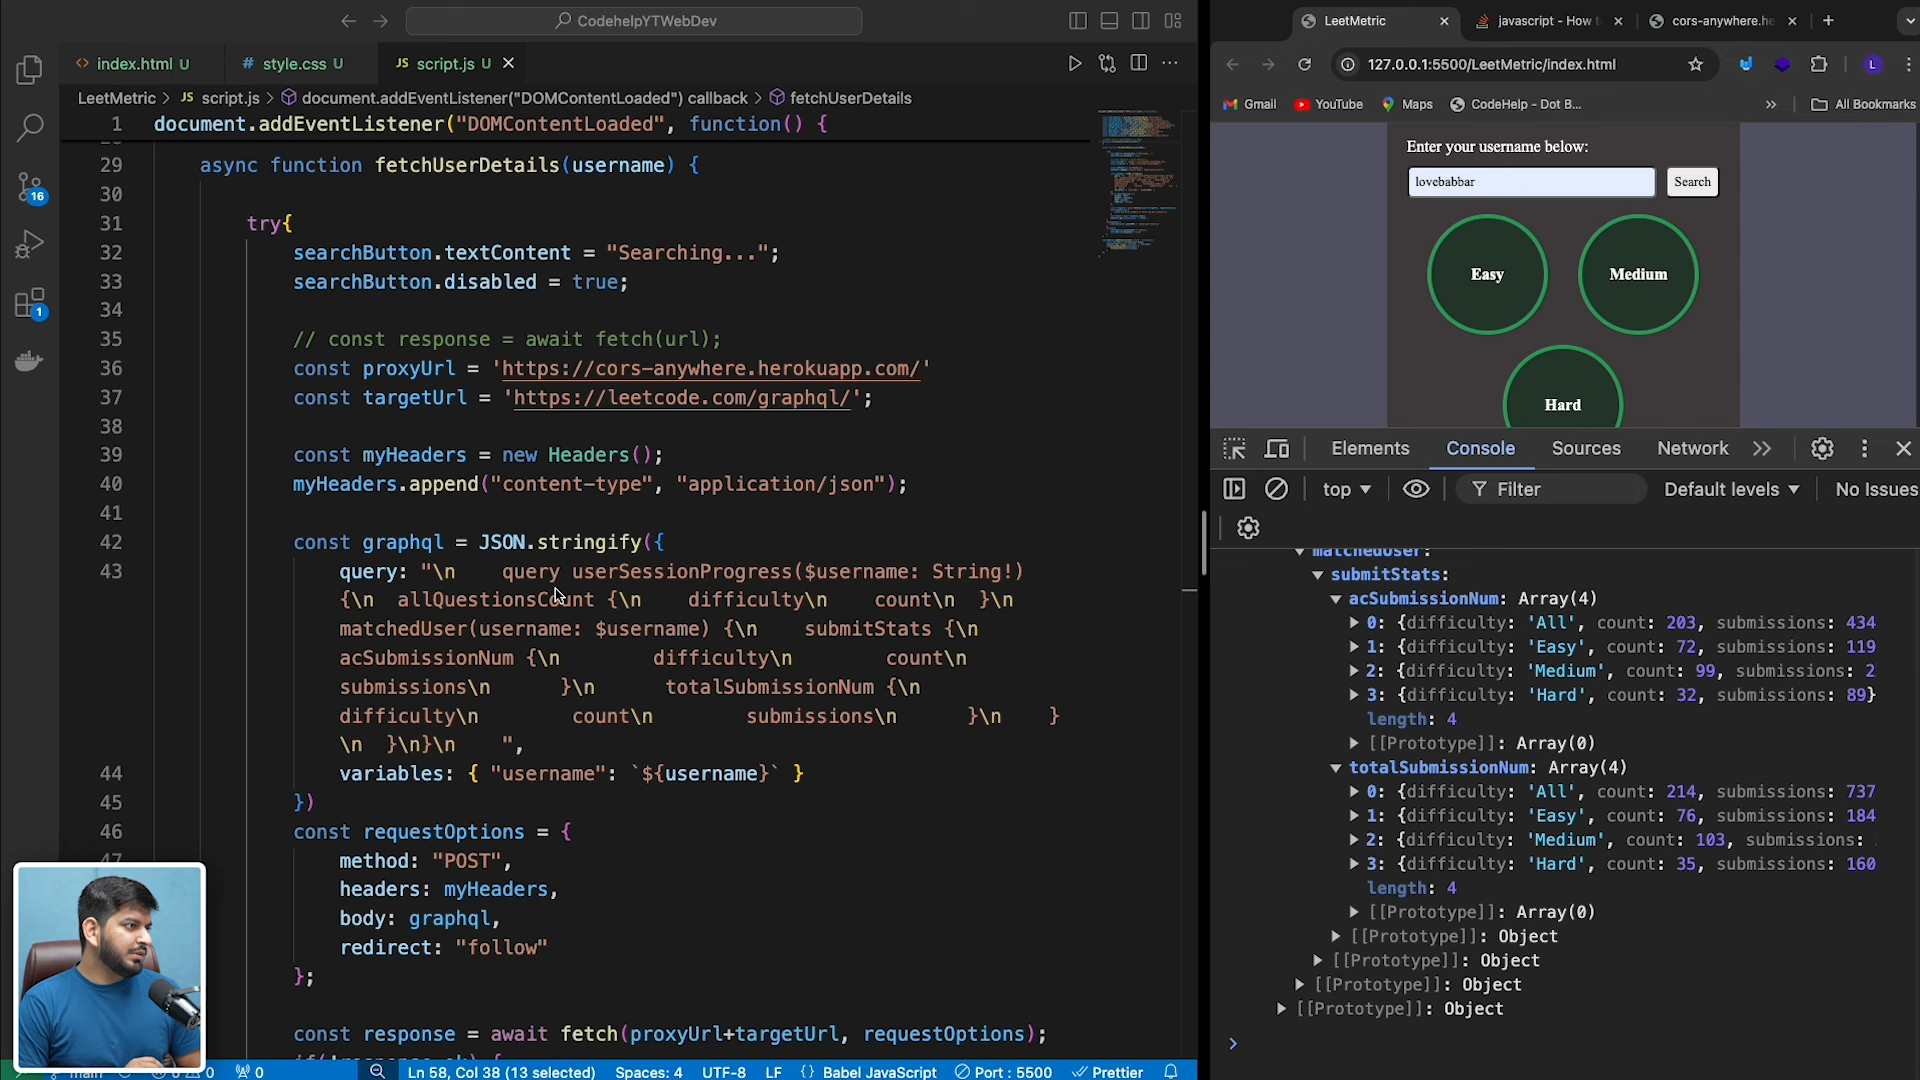 CodehelpYTWebDev
index.html U
# style.css U
JS script.js U
LeetMetric > JS script.js > document.addEventListener("DOMContentLoaded") callback > fetchUserDetails
1 document.addEventListener("DOMContentLoaded", function() {
29 async function fetchUserDetails(username) {
30
31 try{
32 searchButton.textContent = "Searching...";
33 searchButton.disabled = true;
34
35 // const response = await fetch(url);
36 const proxyUrl = 'https://cors-anywhere.herokuapp.com/'
37 const targetUrl = 'https://leetcode.com/graphql/';
38
39 const myHeaders = new Headers();
40 myHeaders.append("content-type", "application/json");
41
42 const graphql = JSON.stringify({
43 query: "\n query userSessionProgress($username: String!)
{\n allQuestionsCount {\n difficulty\n count\n }\n
matchedUser(username: $username) {\n submitStats {\n
acSubmissionNum {\n difficulty\n count\n
submissions\n }\n totalSubmissionNum {\n
difficulty\n count\n submissions\n }\n }
\n }\n}\n ",
44 variables: { "username": `${username}` }
45 })
46 const requestOptions = {
47 method: "POST",
headers: myHeaders,
body: graphql,
redirect: "follow"
};
const response = await fetch(proxyUrl+targetUrl, requestOptions);
if(!response.ok) {
16
1
main
0
0
Ln 58, Col 38 (13 selected) Spaces: 4 UTF-8 LF {} Babel JavaScript Port : 5500 Prettier
LeetMetric
javascript - How t
cors-anywhere.he
127.0.0.1:5500/LeetMetric/index.html
L
Gmail YouTube Maps CodeHelp - Dot B... » All Bookmarks
Enter your username below:
lovebabbar Search
Easy Medium
Hard
Elements Console Sources Network »
top Filter Default levels No Issues
matchedUser:
submitStats:
acSubmissionNum: Array(4)
0: {difficulty: 'All', count: 203, submissions: 434
1: {difficulty: 'Easy', count: 72, submissions: 119
2: {difficulty: 'Medium', count: 99, submissions: 2
3: {difficulty: 'Hard', count: 32, submissions: 89}
length: 4
[[Prototype]]: Array(0)
totalSubmissionNum: Array(4)
0: {difficulty: 'All', count: 214, submissions: 737
1: {difficulty: 'Easy', count: 76, submissions: 184
2: {difficulty: 'Medium', count: 103, submissions:
3: {difficulty: 'Hard', count: 35, submissions: 160
length: 4
[[Prototype]]: Array(0)
[[Prototype]]: Object
[[Prototype]]: Object
[[Prototype]]: Object
[[Prototype]]: Object